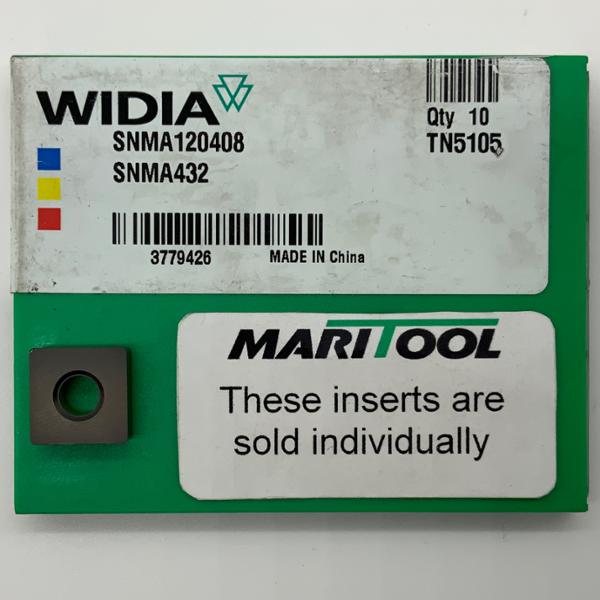 WIDIA
SNMA120408
SNMA432
Qty 10
TN5105
3779426
MADE IN China
MARITOOL
These inserts are
sold individually